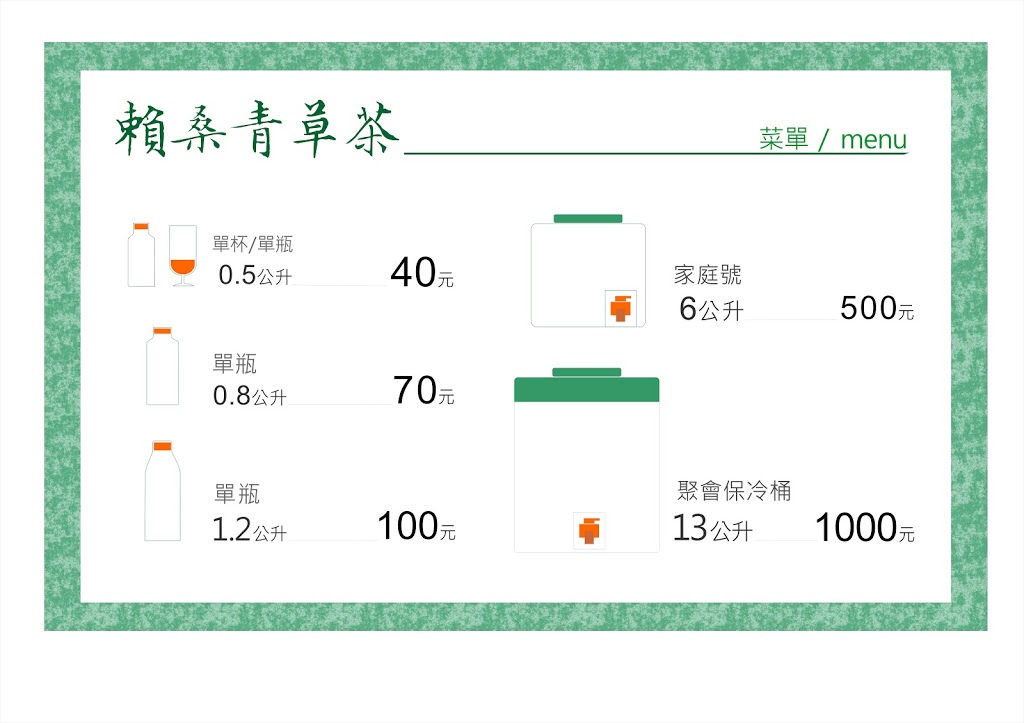 賴桑青草茶
菜單 / menu
單杯/單瓶
0.5公升 40元
單瓶
0.8公升 70元
單瓶
1.2公升 100元
家庭號
6公升 500元
聚會保冷桶
13公升 1000元